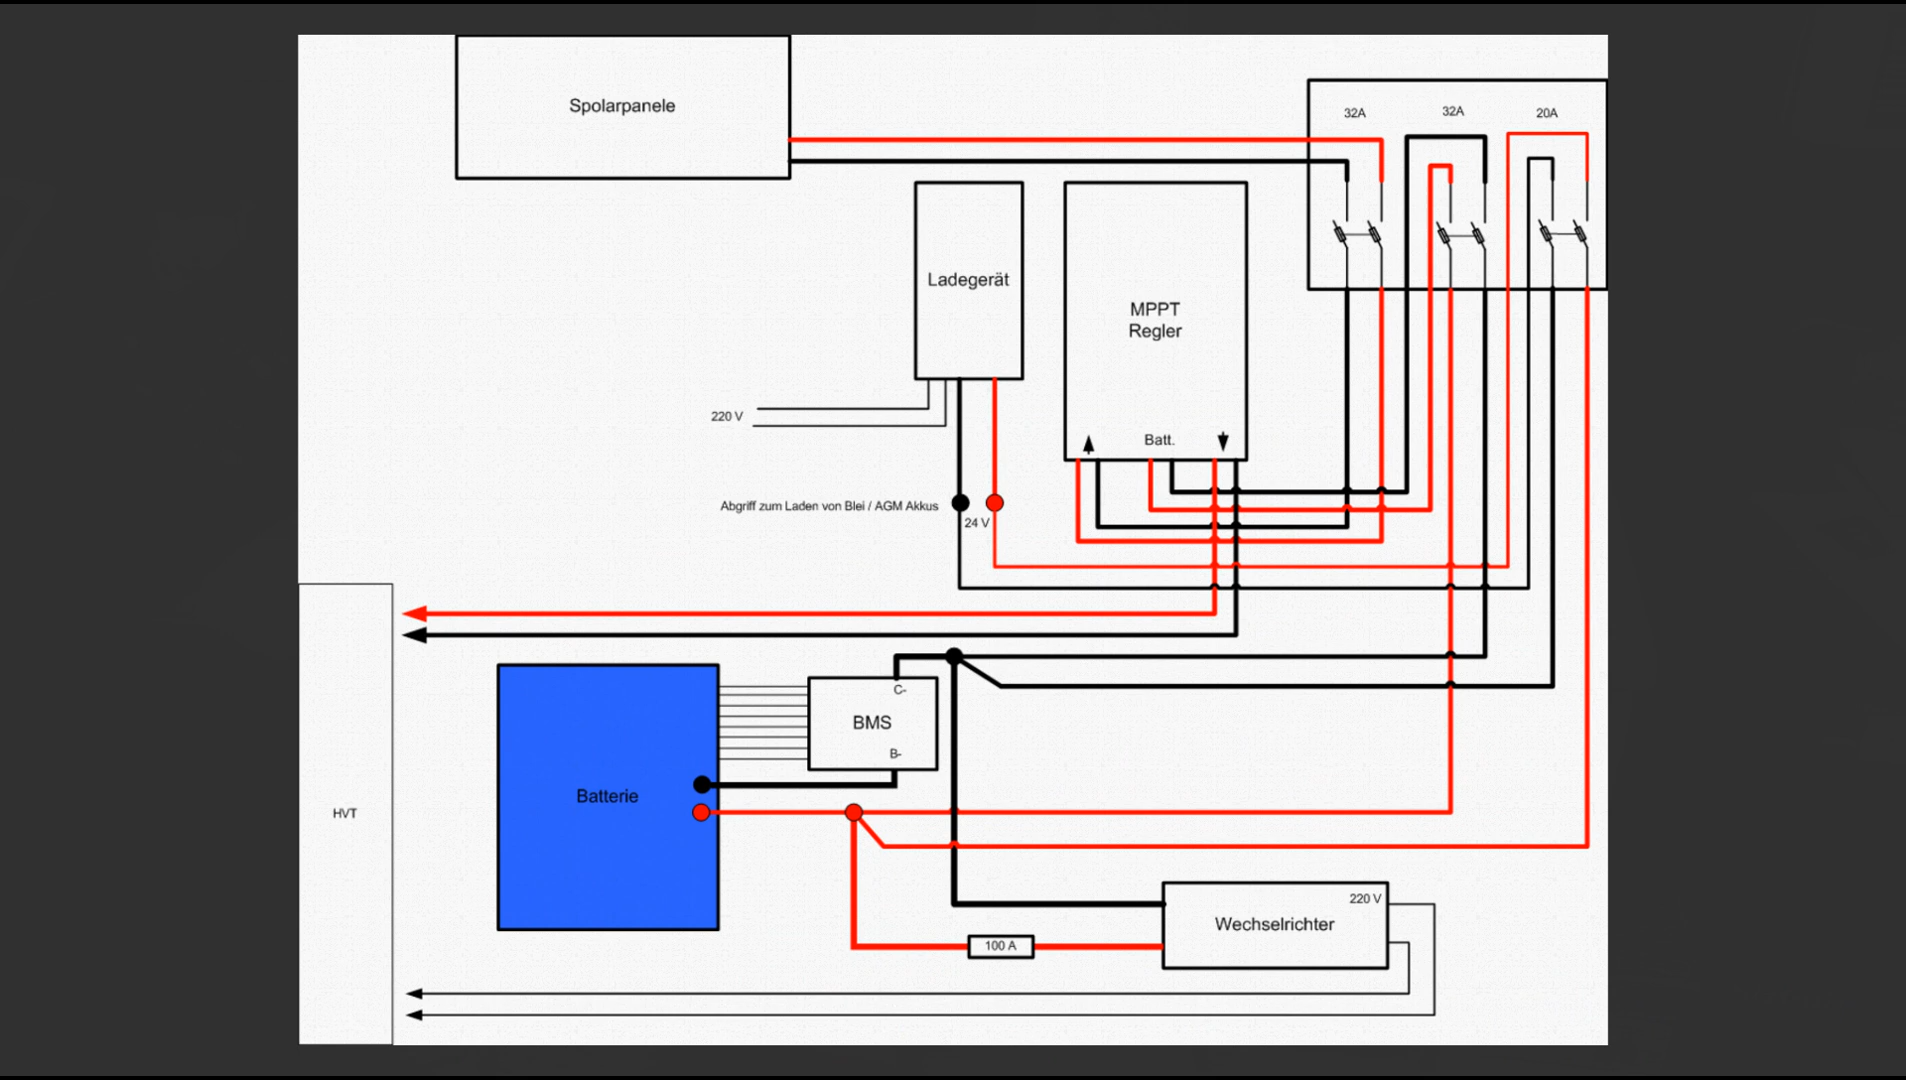 Spolarpanele
32A
32A
20A
Ladegerät
MPPT
Regler
220 V
Batt.
Abgriff zum Laden von Blei / AGM Akkus
24 V
C-
BMS
B-
Batterie
HVT
220 V
Wechselrichter
100 A